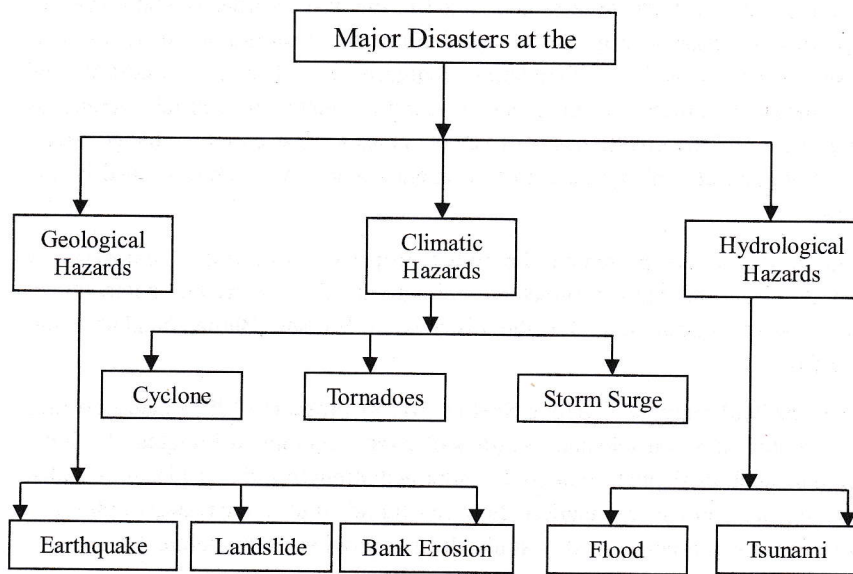 Major Disasters at the
Geological
Hazards
Climatic
Hazards
Hydrological
Hazards
Cyclone
Tornadoes
Storm Surge
Earthquake
Landslide
Bank Erosion
Flood
Tsunami